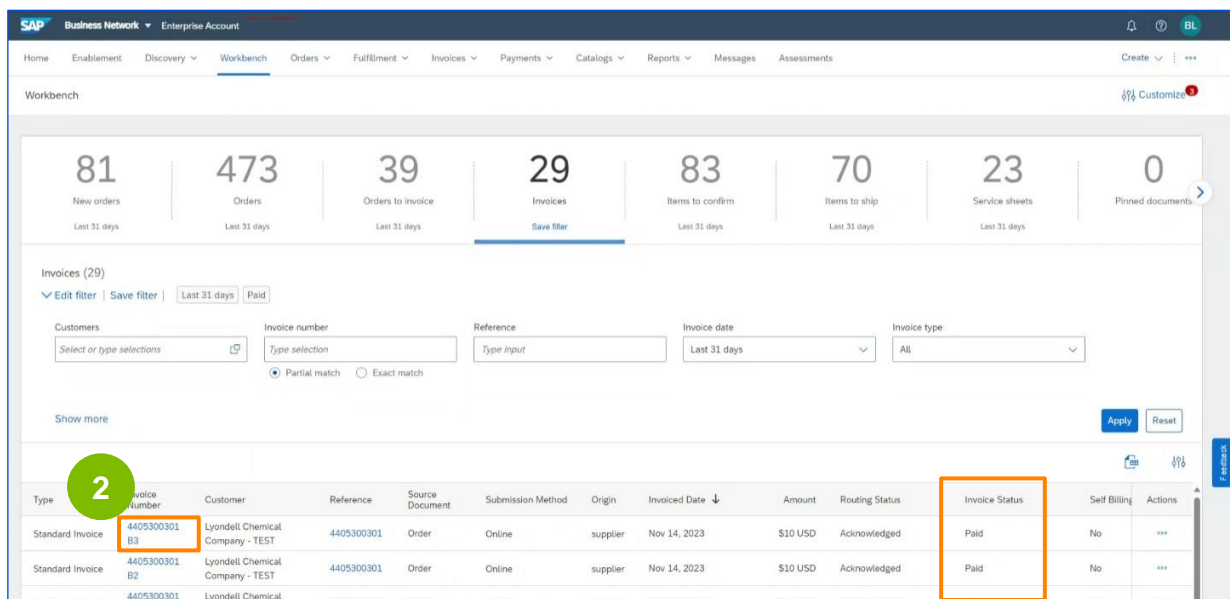 SAP Business Network Enterprise Account BL
Home Enablement Discovery Workbench Orders Fulfillment Invoices Payments Catalogs Reports Messages Assessments Create
Workbench Customize 3
81 473 39 29 83 70 23 0
New orders Orders Orders to invoice Invoices Items to confirm Items to ship Service sheets Pinned documents
Last 31 days Last 31 days Last 31 days Save filter Last 31 days Last 31 days Last 31 days
Invoices (29)
Edit filter | Save filter | Last 31 days Paid
Customers Invoice number Reference Invoice date Invoice type
Select or type selections Type selection Type input Last 31 days All
Partial match Exact match
Show more Apply Reset
Feedback
2
Type Invoice Number Customer Reference Source Document Submission Method Origin Invoiced Date ↓ Amount Routing Status Invoice Status Self Billing Actions
Standard Invoice 4405300301 B3 Lyondell Chemical Company - TEST 4405300301 Order Online supplier Nov 14, 2023 $10 USD Acknowledged Paid No
Standard Invoice 4405300301 B2 Lyondell Chemical Company - TEST 4405300301 Order Online supplier Nov 14, 2023 $10 USD Acknowledged Paid No
4405300301 Lyondell Chemical